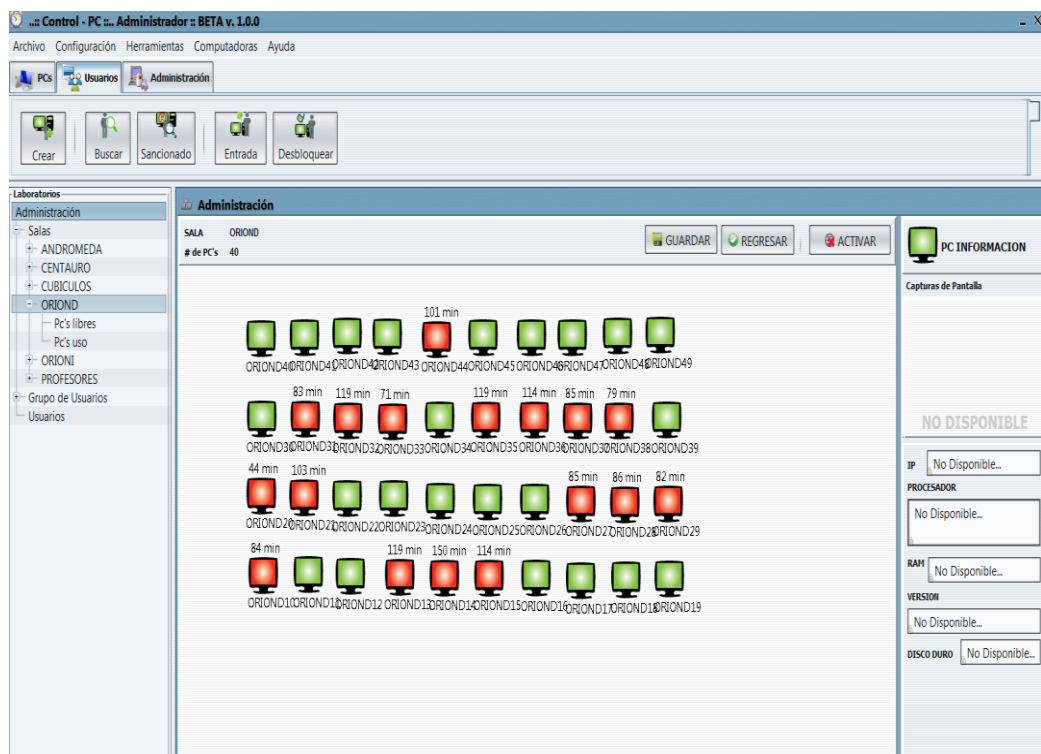 ..:: Control - PC ::.. Administrador :: BETA v. 1.0.0
Archivo Configuración Herramientas Computadoras Ayuda
PCs Usuarios Administración
Crear Buscar Sancionado Entrada Desbloquear
Laboratorios
Administración
Salas
ANDROMEDA
CENTAURO
CUBICULOS
ORIOND
Pc's libres
Pc's uso
ORIONI
PROFESORES
Grupo de Usuarios
Usuarios
Administración
SALA ORIOND
# de PC's 40
GUARDAR REGRESAR ACTIVAR
101 min
ORIOND40 ORIOND41 ORIOND42 ORIOND43 ORIOND44 ORIOND45 ORIOND46 ORIOND47 ORIOND48 ORIOND49
83 min 119 min 71 min 119 min 114 min 85 min 79 min
ORIOND30 ORIOND31 ORIOND32 ORIOND33 ORIOND34 ORIOND35 ORIOND36 ORIOND37 ORIOND38 ORIOND39
44 min 103 min 85 min 86 min 82 min
ORIOND20 ORIOND21 ORIOND22 ORIOND23 ORIOND24 ORIOND25 ORIOND26 ORIOND27 ORIOND28 ORIOND29
84 min 119 min 150 min 114 min
ORIOND10 ORIOND11 ORIOND12 ORIOND13 ORIOND14 ORIOND15 ORIOND16 ORIOND17 ORIOND18 ORIOND19
PC INFORMACION
Capturas de Pantalla
NO DISPONIBLE
IP No Disponible...
PROCESADOR
No Disponible...
RAM No Disponible...
VERSION
No Disponible...
DISCO DURO No Disponible...